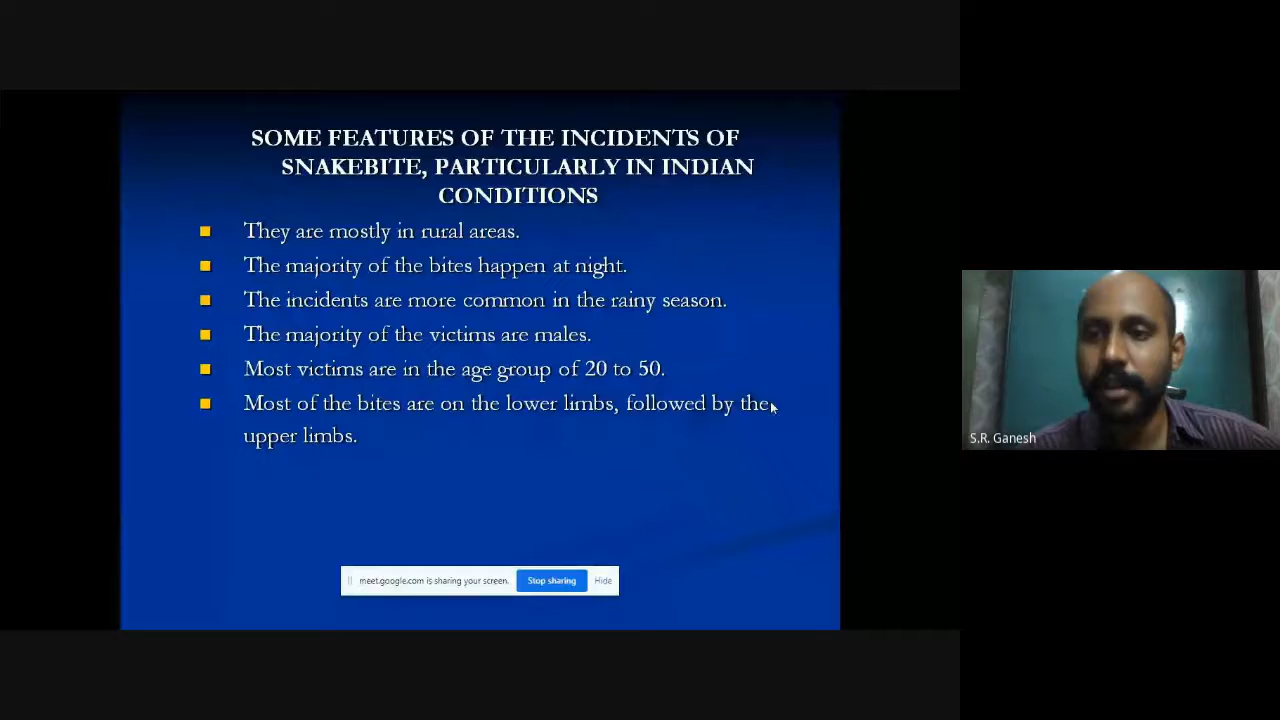 SOME FEATURES OF THE INCIDENTS OF
SNAKEBITE, PARTICULARLY IN INDIAN
CONDITIONS
They are mostly in rural areas.
The majority of the bites happen at night.
The incidents are more common in the rainy season.
The majority of the victims are males.
Most victims are in the age group of 20 to 50.
Most of the bites are on the lower limbs, followed by the
upper limbs.
meet.google.com is sharing your screen. Stop sharing Hide
S.R. Ganesh